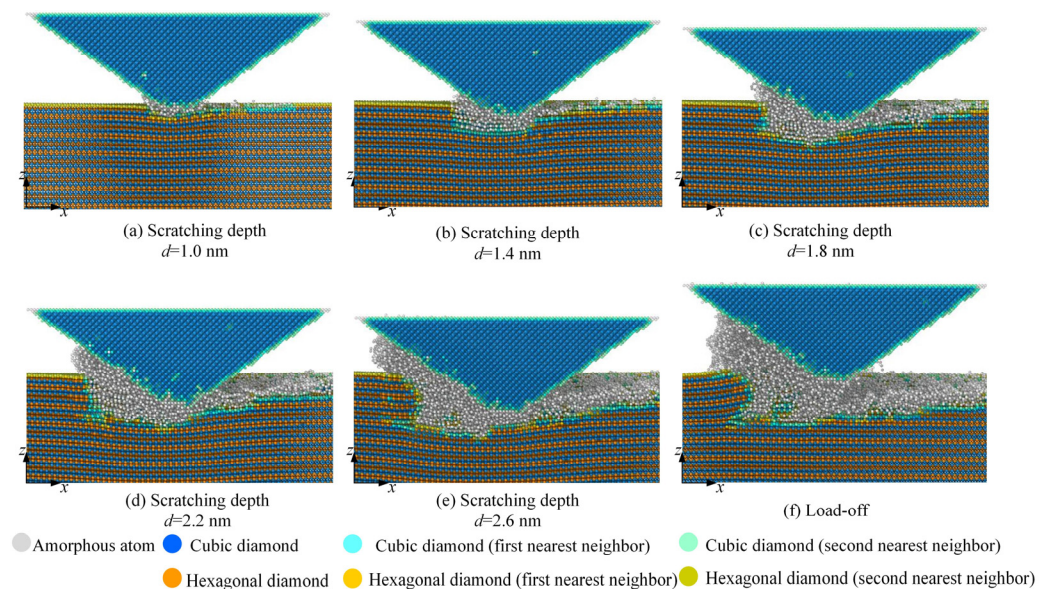 z
x
z
x
z
x
(a) Scratching depth
d=1.0 nm
(b) Scratching depth
d=1.4 nm
(c) Scratching depth
d=1.8 nm
z
x
z
x
z
x
(d) Scratching depth
d=2.2 nm
(e) Scratching depth
d=2.6 nm
(f) Load-off
Amorphous atom
Cubic diamond
Cubic diamond (first nearest neighbor)
Cubic diamond (second nearest neighbor)
Hexagonal diamond
Hexagonal diamond (first nearest neighbor)
Hexagonal diamond (second nearest neighbor)